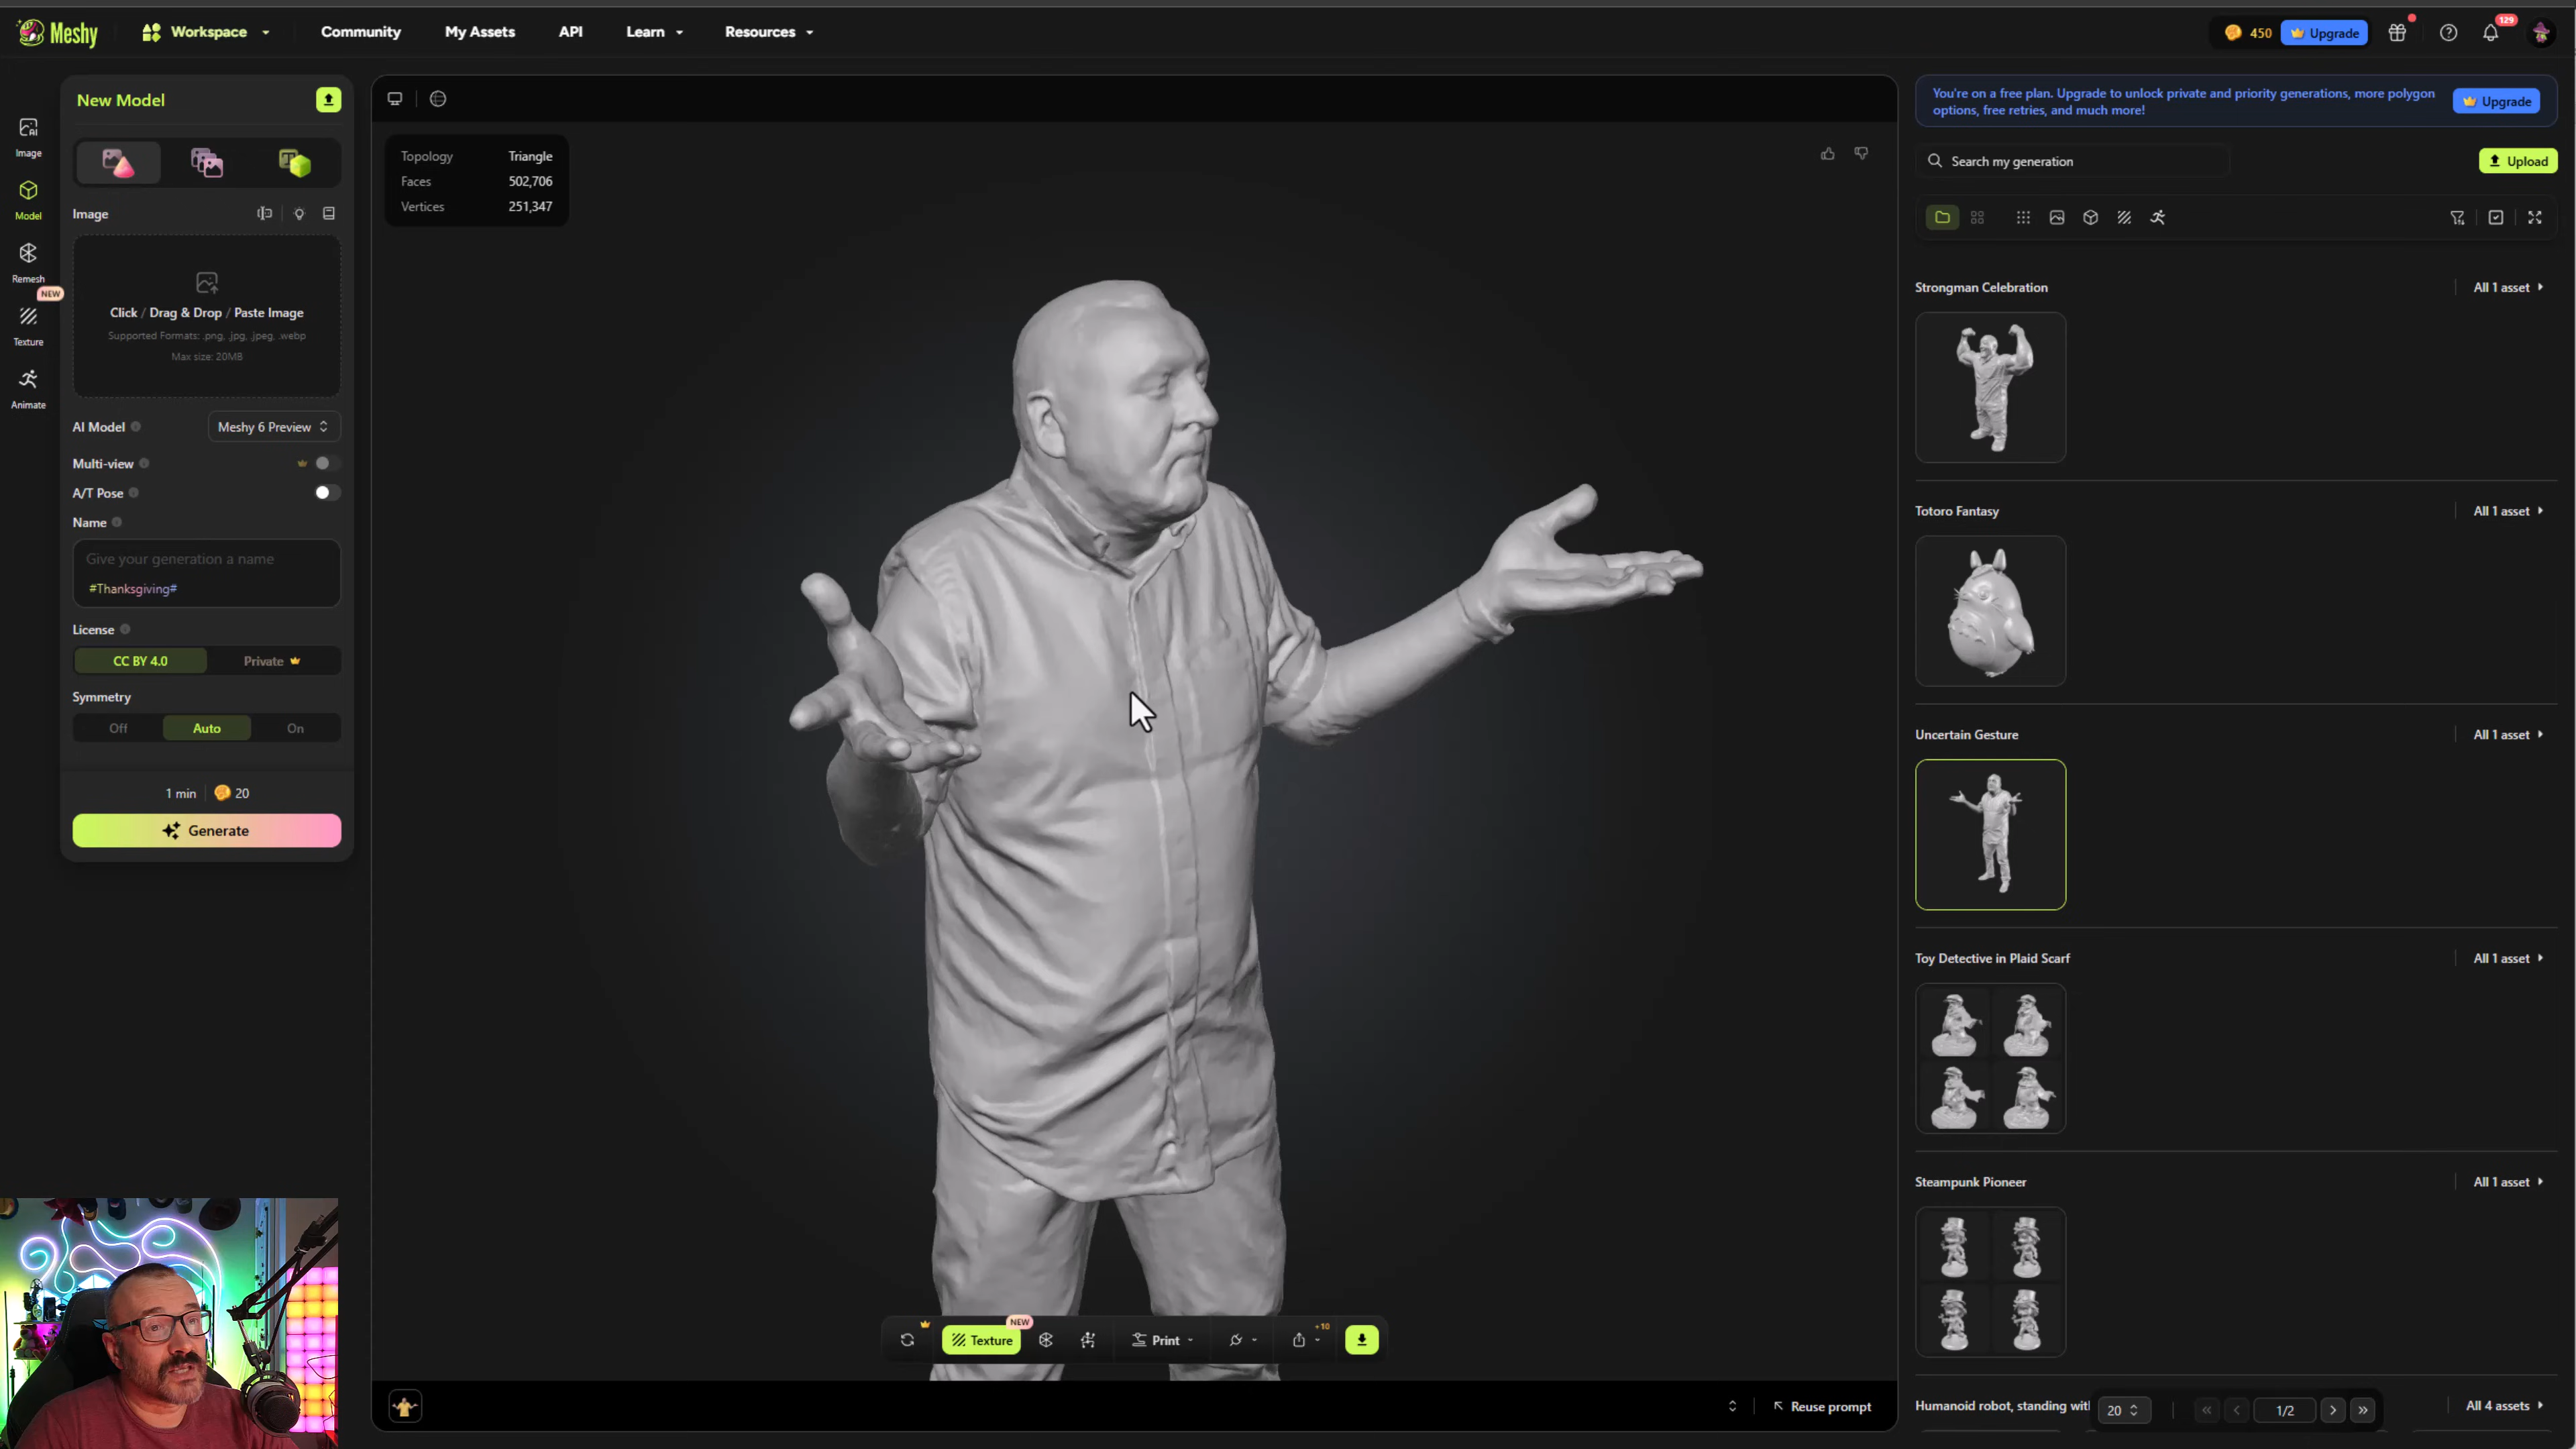 Meshy
Workspace
Community
My Assets
API
Learn
Resources
450
Upgrade
129
Image
Model
Remesh
NEW
Texture
Animate
New Model
Image
Click / Drag & Drop / Paste Image
Supported Formats: .png, .jpg, .jpeg, .webp
Max size: 20MB
AI Model
Meshy 6 Preview
Multi-view
A/T Pose
Name
Give your generation a name
#Thanksgiving#
License
CC BY 4.0
Private
Symmetry
Off
Auto
On
1 min
20
Generate
Topology Triangle
Faces 502,706
Vertices 251,347
NEW
Texture
Print
+10
Reuse prompt
You're on a free plan. Upgrade to unlock private and priority generations, more polygon
options, free retries, and much more!
Upgrade
Search my generation
Upload
Strongman Celebration
All 1 asset
Totoro Fantasy
All 1 asset
Uncertain Gesture
All 1 asset
Toy Detective in Plaid Scarf
All 1 asset
Steampunk Pioneer
All 1 asset
Humanoid robot, standing
20
1/2
All 4 assets